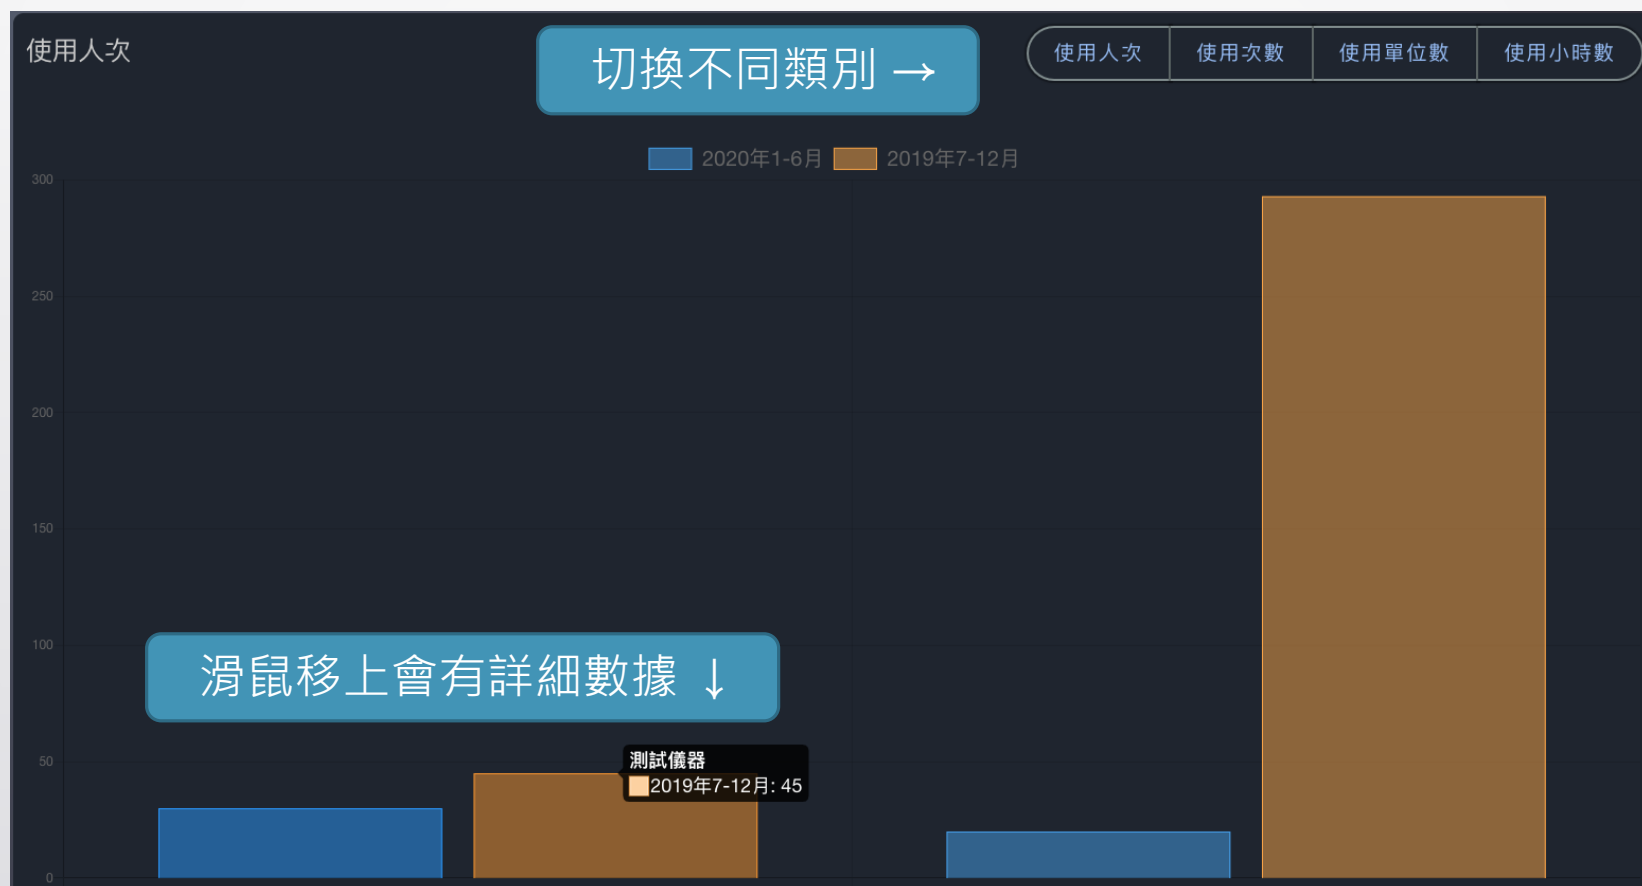 使用人次
切換不同類別 →
使用人次 使用次數 使用單位數 使用小時數
2020年1-6月 2019年7-12月
300
250
200
150
100
滑鼠移上會有詳細數據 ↓
50
測試儀器
2019年7-12月: 45
0